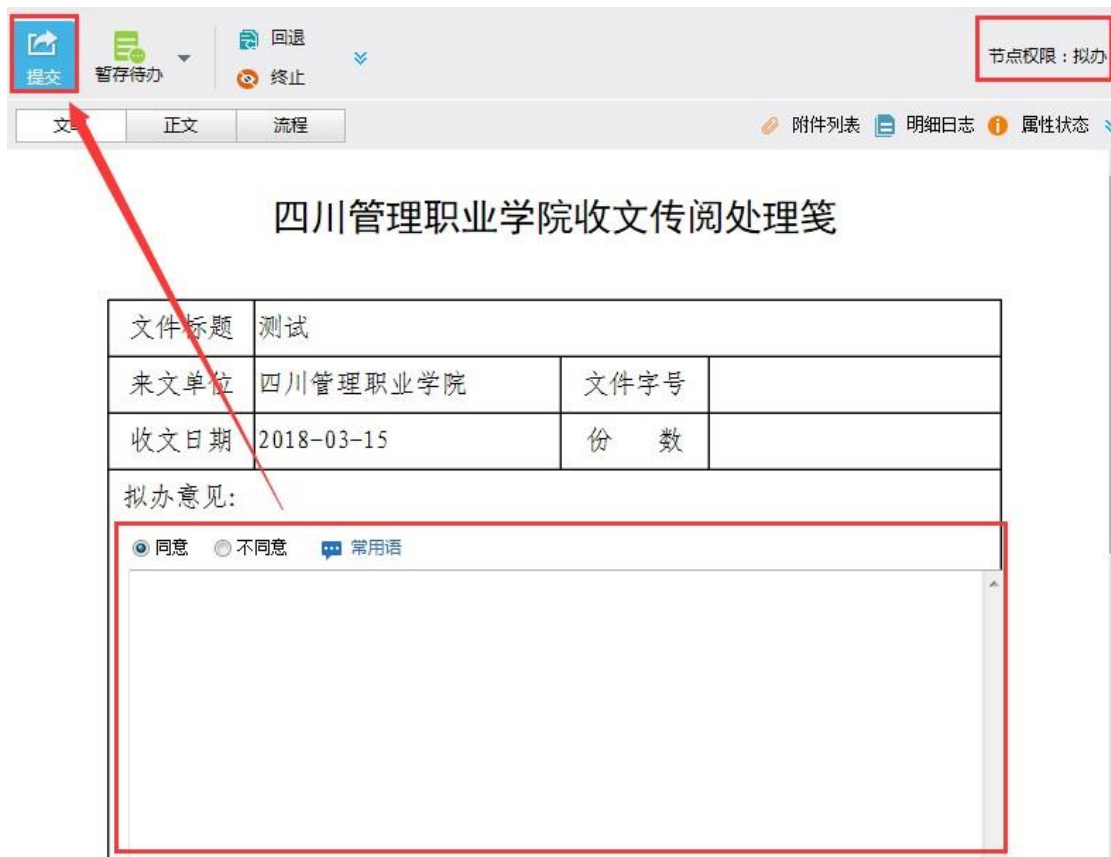 提交 暂存待办 回退
终止
节点权限：拟办
文单 正文 流程 附件列表 明细日志 属性状态
四川管理职业学院收文传阅处理笺
文件标题 测试
来文单位 四川管理职业学院 文件字号
收文日期 2018-03-15 份 数
拟办意见:
同意 不同意 常用语